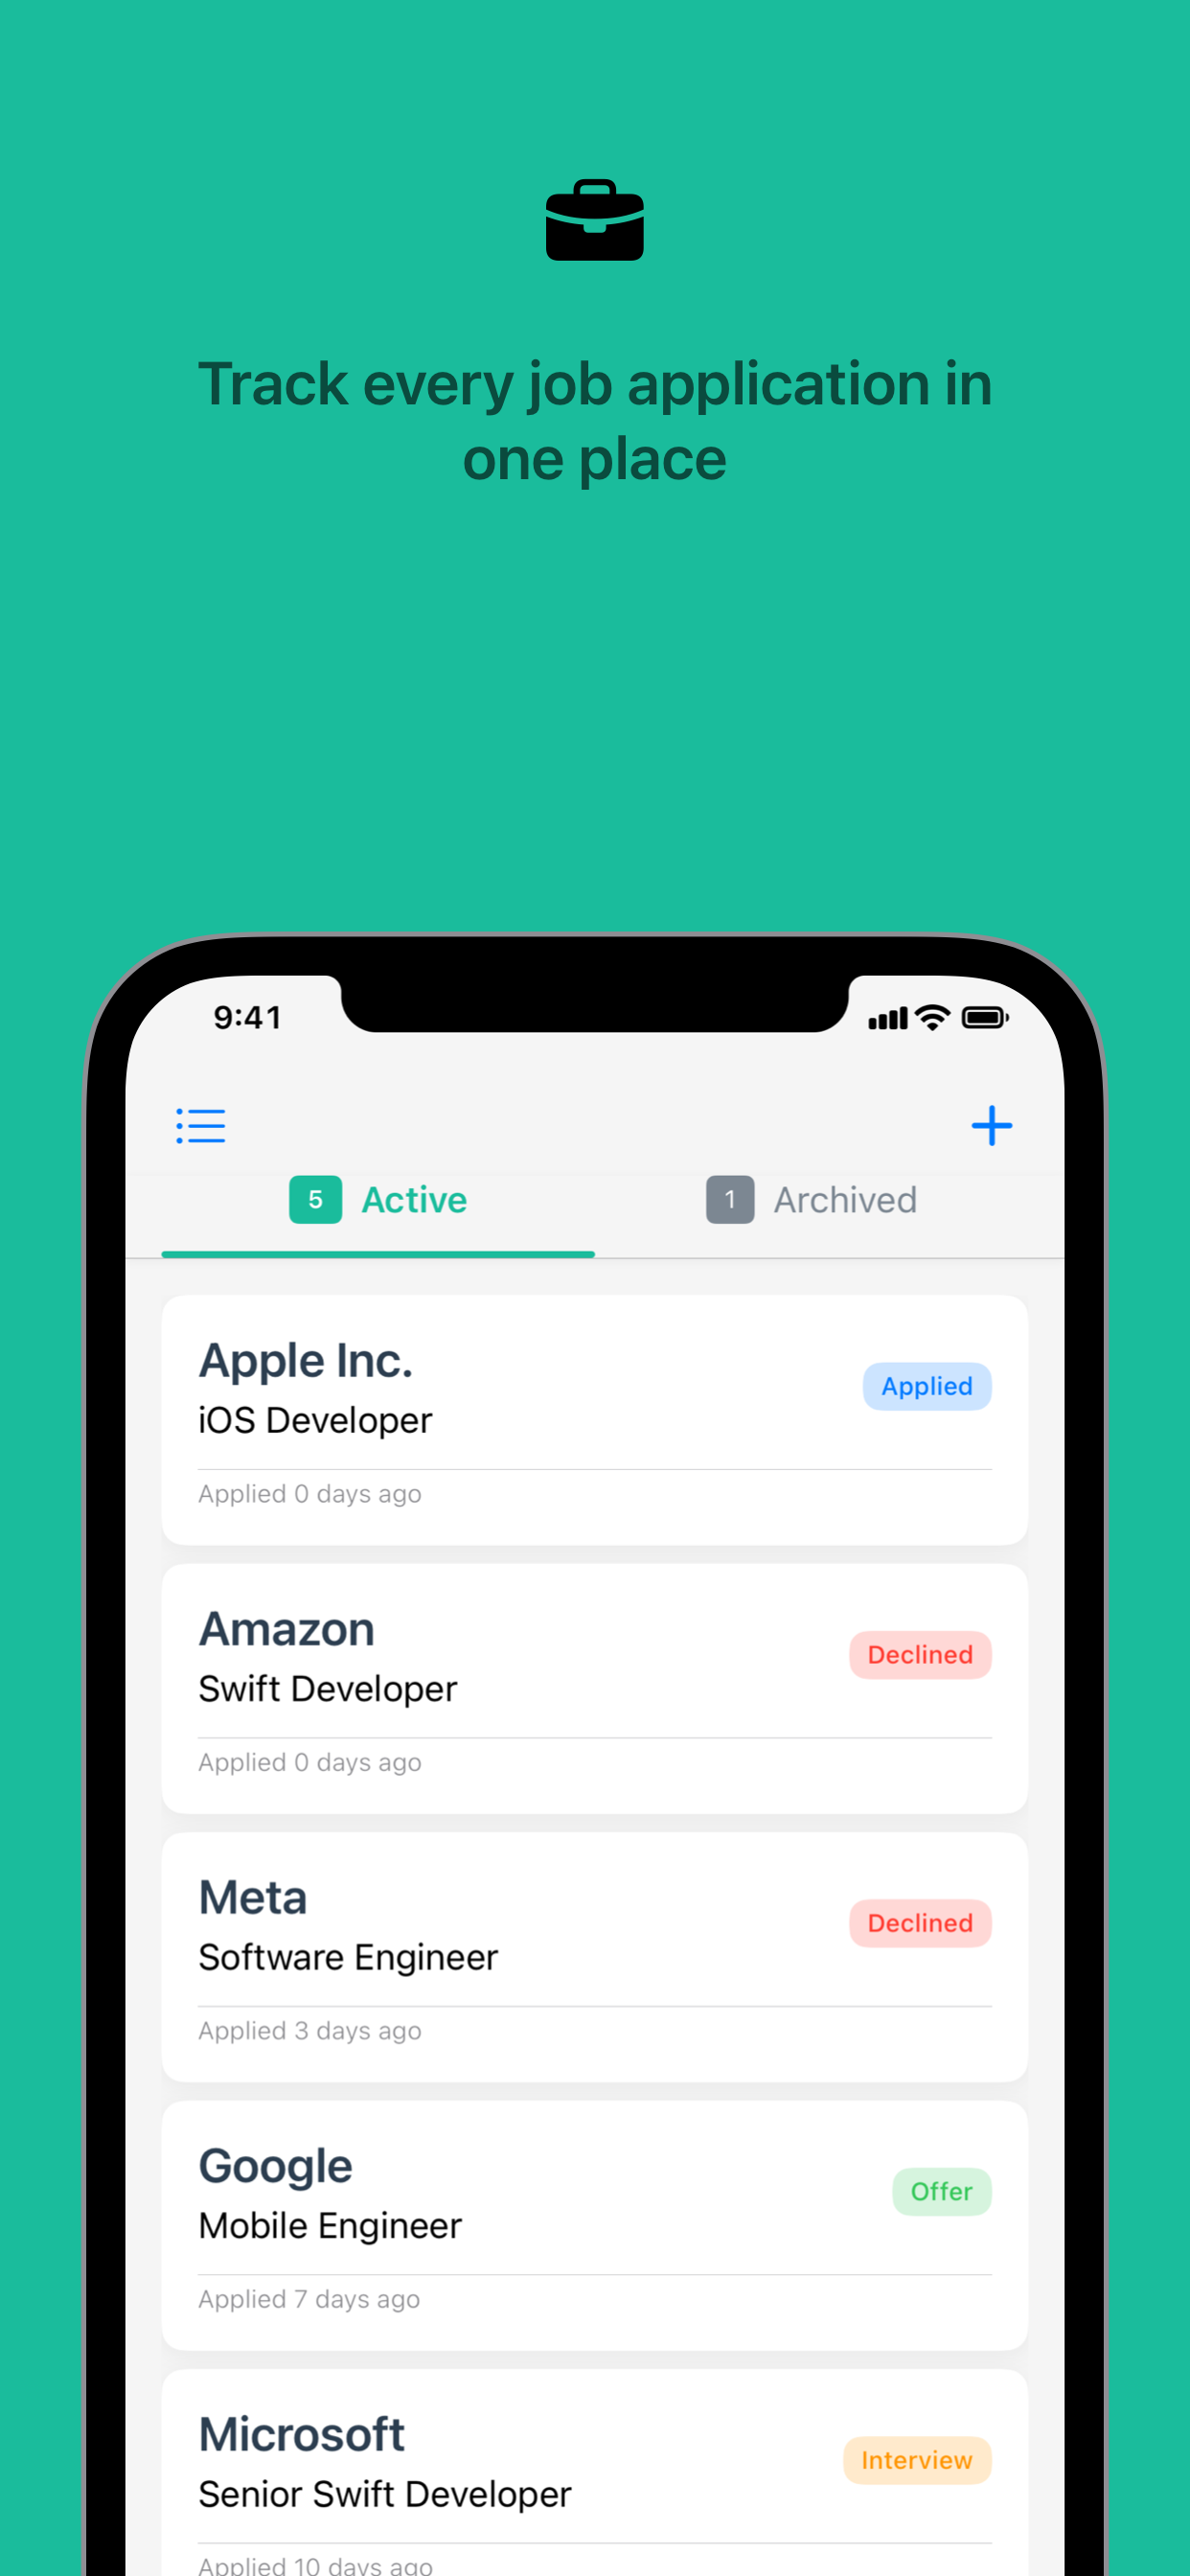 Track every job application in
one place
9:41
5 Active
1 Archived
Apple Inc.
Applied
iOS Developer
Applied 0 days ago
Amazon
Declined
Swift Developer
Applied 0 days ago
Meta
Declined
Software Engineer
Applied 3 days ago
Google
Offer
Mobile Engineer
Applied 7 days ago
Microsoft
Interview
Senior Swift Developer
Applied 10 days ago